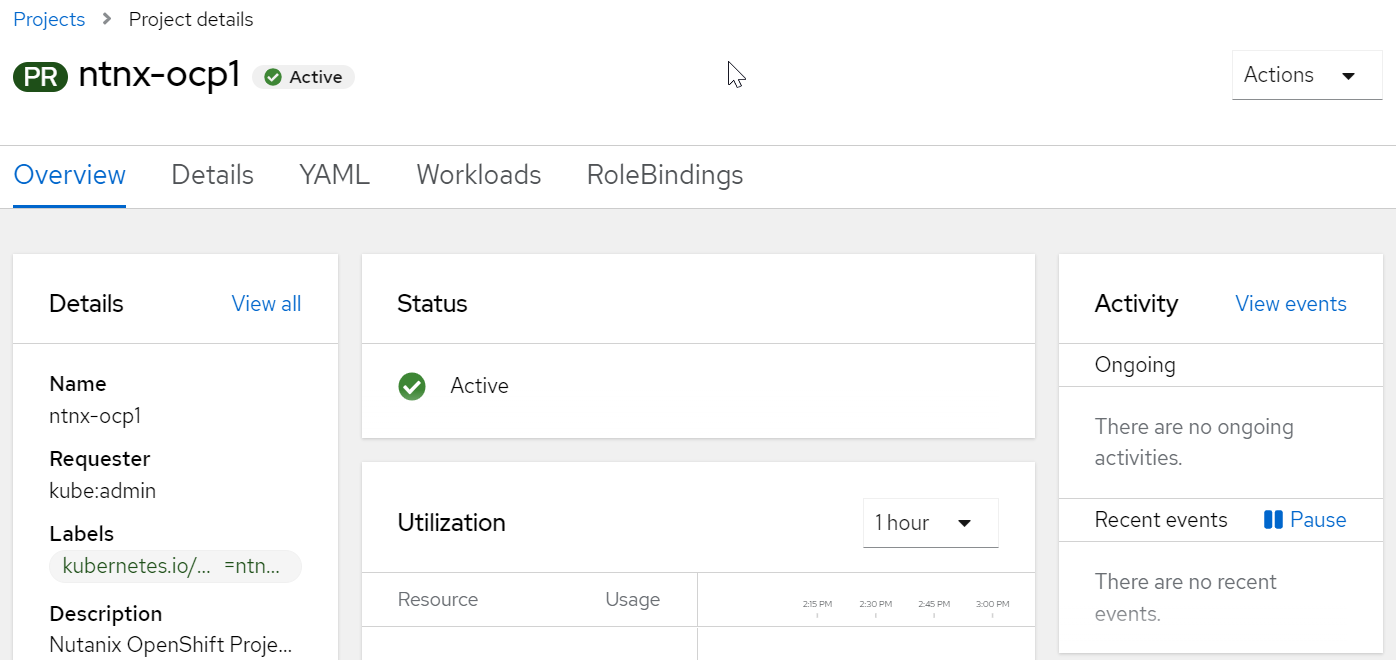 Projects > Project details
PR ntnx-ocp1 Active
Actions
Overview Details YAML Workloads RoleBindings
Details View all
Name
ntnx-ocp1
Requester
kube:admin
Labels
kubernetes.io/... =ntn...
Description
Nutanix OpenShift Proje...
Status
Active
Utilization 1 hour
Resource Usage 2:15 PM 2:30 PM 2:45 PM 3:00 PM
Activity View events
Ongoing
There are no ongoing
activities.
Recent events Pause
There are no recent
events.